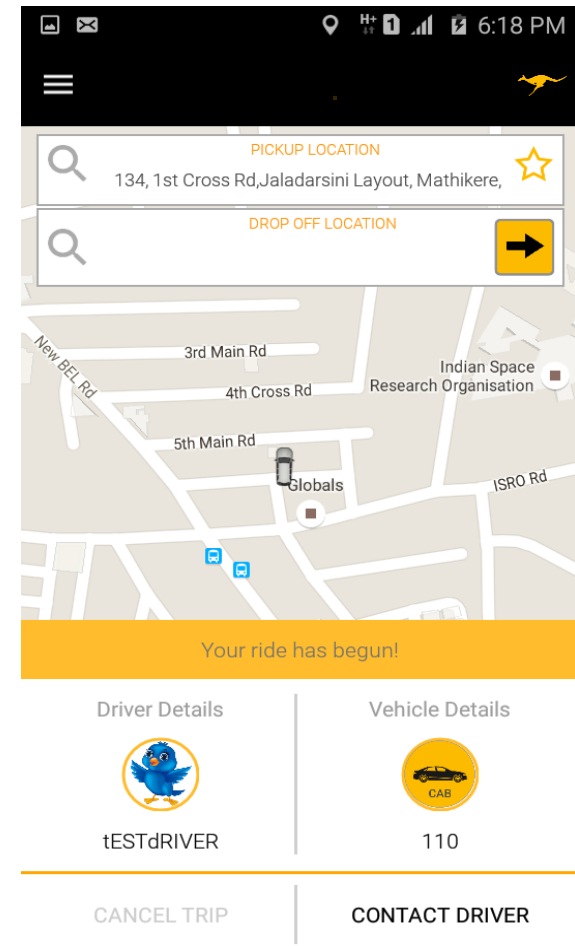 H+ 1 6:18 PM
PICKUP LOCATION
134, 1st Cross Rd,Jaladarsini Layout, Mathikere,
DROP OFF LOCATION
New BEL Rd
3rd Main Rd
Indian Space
Research Organisation
4th Cross Rd
5th Main Rd
Globals
ISRO Rd
Your ride has begun!
Driver Details
Vehicle Details
CAB
tESTdRIVER
110
CANCEL TRIP
CONTACT DRIVER